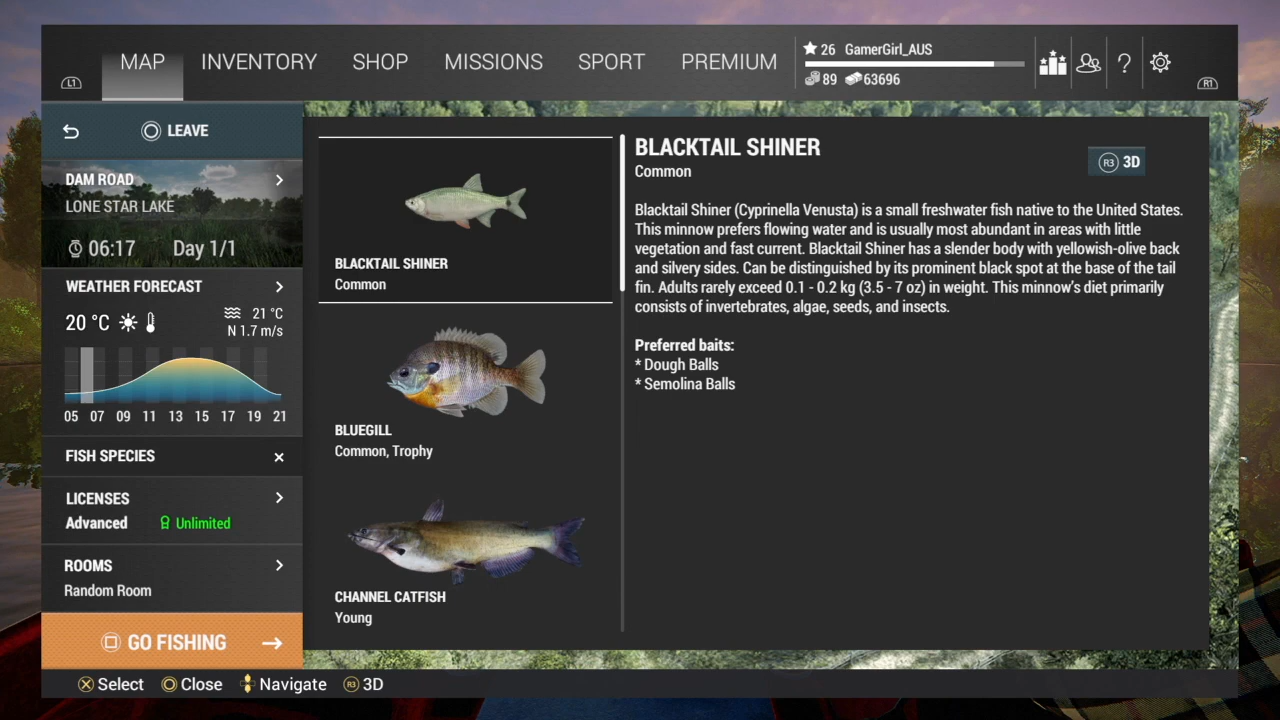 L1
MAP
INVENTORY
SHOP
MISSIONS
SPORT
PREMIUM
26 GamerGirl_AUS
89 63696
?
R1
LEAVE
DAM ROAD
LONE STAR LAKE
06:17 Day 1/1
WEATHER FORECAST
20 °C
21 °C
N 1.7 m/s
05 07 09 11 13 15 17 19 21
FISH SPECIES
LICENSES
Advanced Unlimited
ROOMS
Random Room
GO FISHING
BLACKTAIL SHINER
Common
BLUEGILL
Common, Trophy
CHANNEL CATFISH
Young
BLACKTAIL SHINER
Common
R3 3D
Blacktail Shiner (Cyprinella Venusta) is a small freshwater fish native to the United States.
This minnow prefers flowing water and is usually most abundant in areas with little
vegetation and fast current. Blacktail Shiner has a slender body with yellowish-olive back
and silvery sides. Can be distinguished by its prominent black spot at the base of the tail
fin. Adults rarely exceed 0.1 - 0.2 kg (3.5 - 7 oz) in weight. This minnow's diet primarily
consists of invertebrates, algae, seeds, and insects.
Preferred baits:
* Dough Balls
* Semolina Balls
Select Close Navigate R3 3D